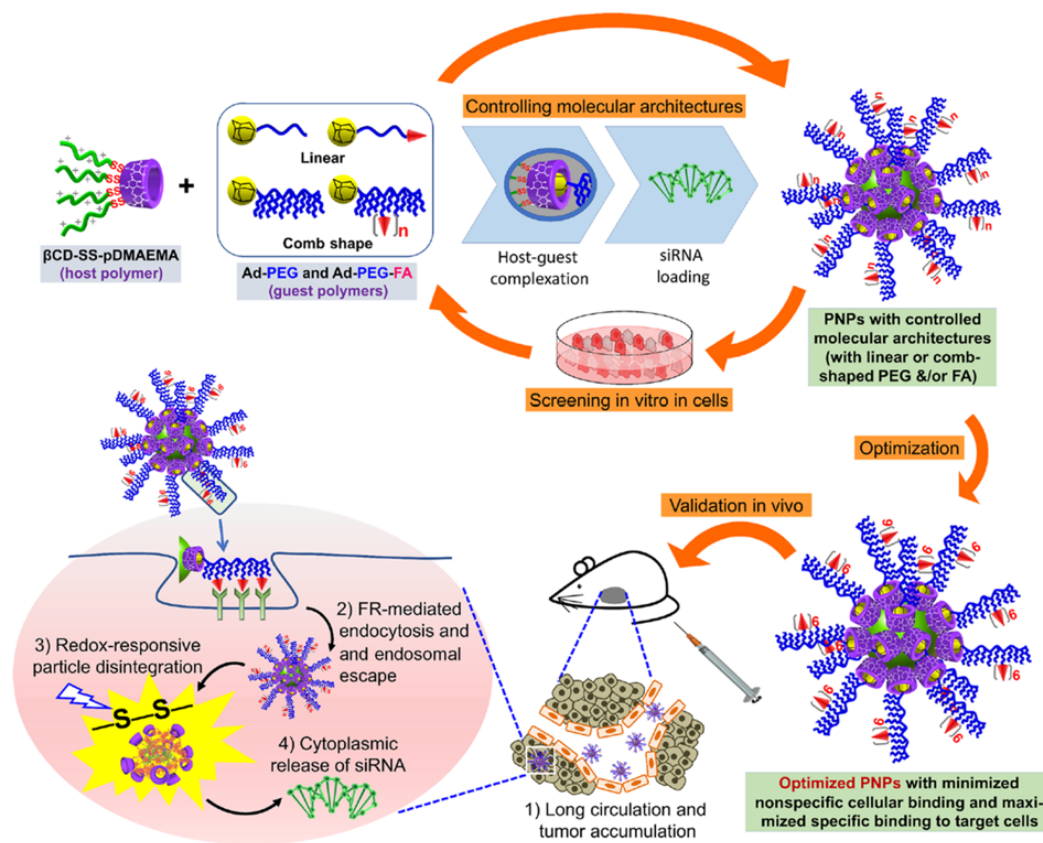 Controlling molecular architectures
Linear
Comb shape
n
βCD-SS-pDMAEMA
(host polymer)
+
Ad-PEG and Ad-PEG-FA
(guest polymers)
SS
SS
SS
SS
Host-guest
complexation
siRNA
loading
PNPs with controlled
molecular architectures
(with linear or comb-
shaped PEG &/or FA)
Screening in vitro in cells
Optimization
Validation in vivo
2) FR-mediated
endocytosis and
and endosomal
escape
3) Redox-responsive
particle disintegration
S-S
4) Cytoplasmic
release of siRNA
1) Long circulation and
tumor accumulation
Optimized PNPs with minimized
nonspecific cellular binding and maxi-
mized specific binding to target cells